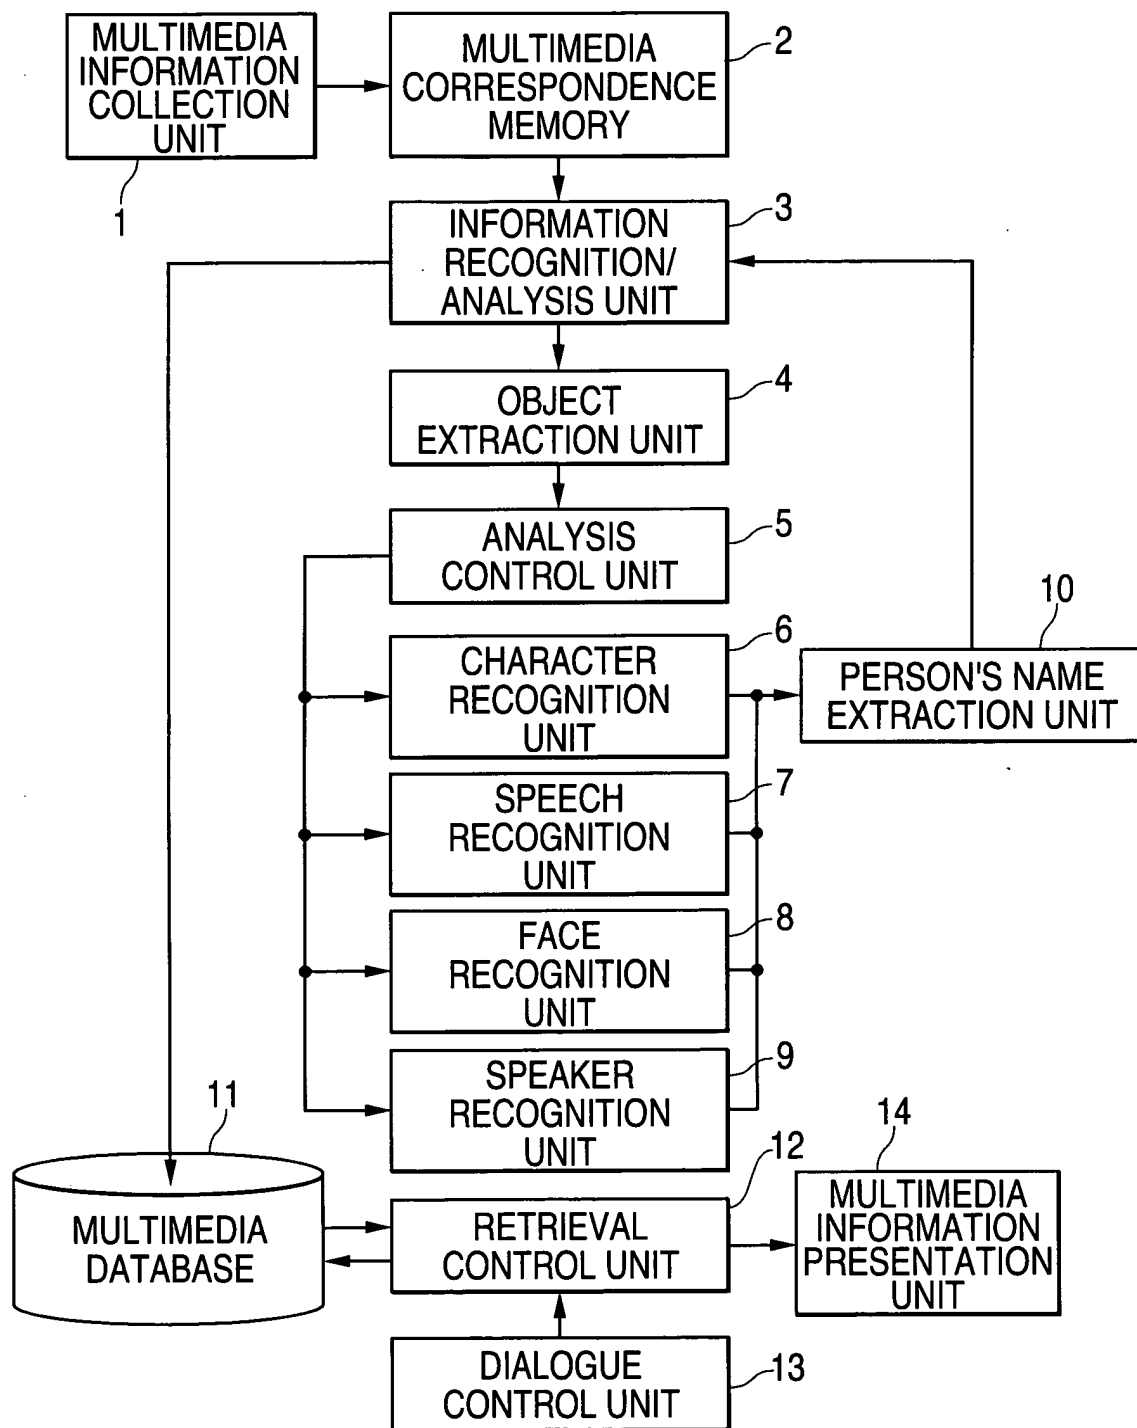 MULTIMEDIA
INFORMATION
COLLECTION
UNIT
1
MULTIMEDIA
CORRESPONDENCE
MEMORY
2
INFORMATION
RECOGNITION/
ANALYSIS UNIT
3
OBJECT
EXTRACTION UNIT
4
ANALYSIS
CONTROL UNIT
5
CHARACTER
RECOGNITION
UNIT
6
PERSON'S NAME
EXTRACTION UNIT
10
SPEECH
RECOGNITION
UNIT
7
FACE
RECOGNITION
UNIT
8
SPEAKER
RECOGNITION
UNIT
9
11
MULTIMEDIA
DATABASE
RETRIEVAL
CONTROL UNIT
12
14
MULTIMEDIA
INFORMATION
PRESENTATION
UNIT
DIALOGUE
CONTROL UNIT
13